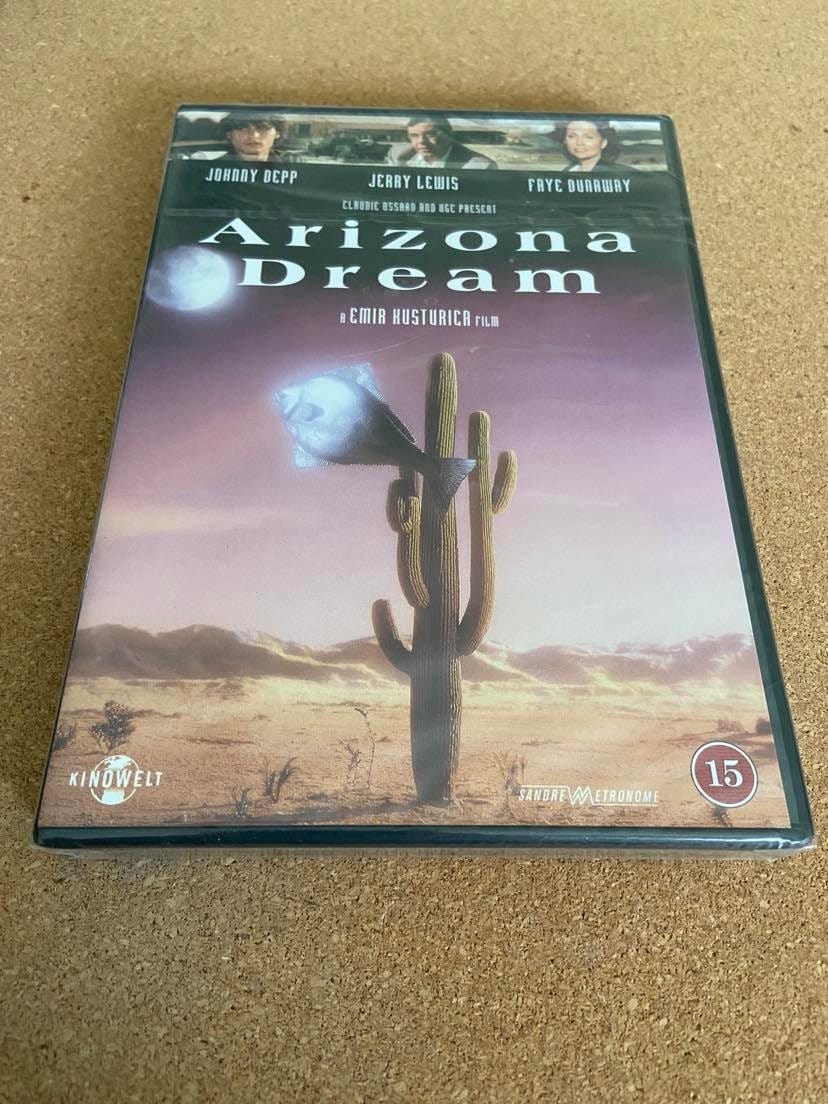 JOHNNY DEPP JERRY LEWIS FAYE DUNAWAY
CLAUDIE OSSARD AND UGC PRESENT
Arizona
Dream
A EMIR KUSTURICA FILM
KINOWELT
SANDREW METRONOME
15